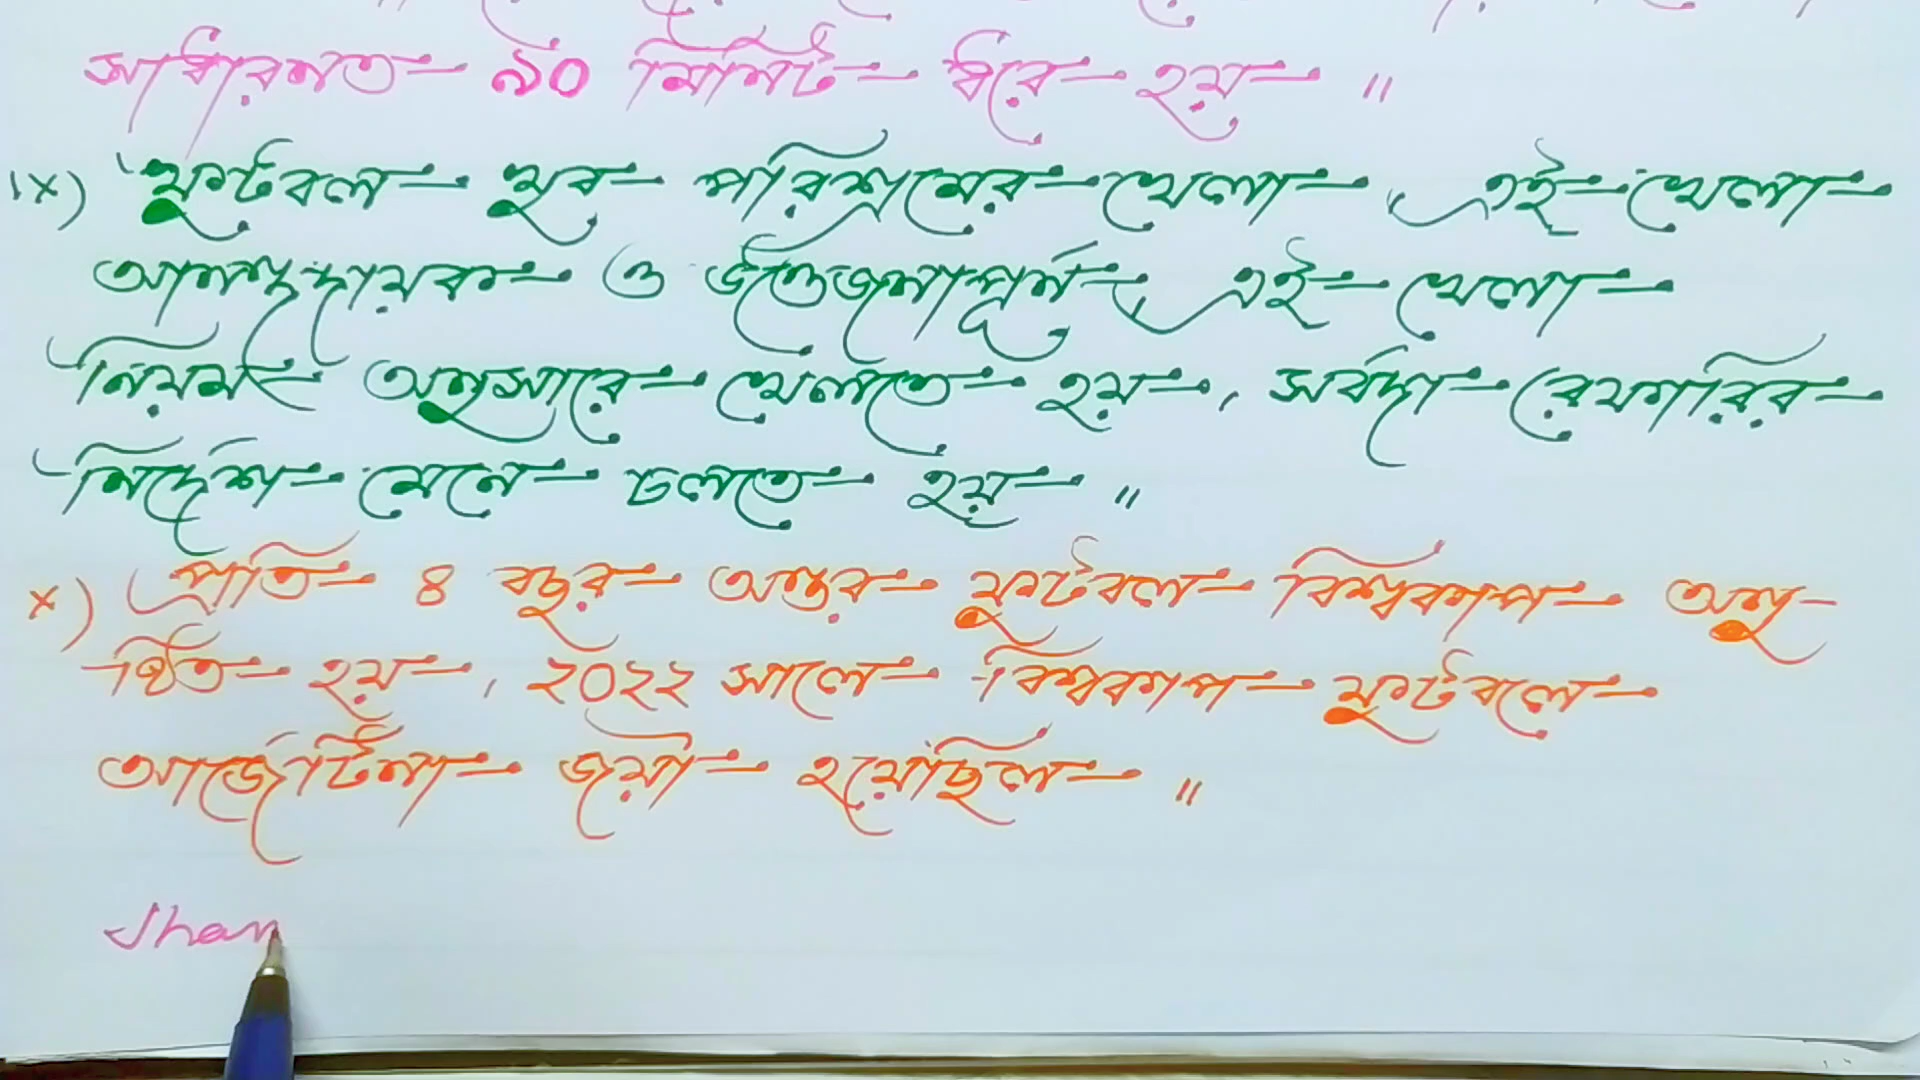 সাধারণত ৯০ মিনিট ধরে হয় ॥
ix) ফুটবল খুব পরিশ্রমের খেলা, এই খেলা
আনন্দদায়ক ও উত্তেজনাপূর্ণ, এই খেলা
নিয়ম অনুসারে খেলতে হয়, সর্বদা রেফারির
নির্দেশ মেনে চলতে হয় ॥
x) প্রতি ৪ বছর অন্তর ফুটবল বিশ্বকাপ অনু-
ষ্ঠিত হয়, ২০২২ সালে বিশ্বকাপ ফুটবলে
আর্জেন্টিনা জয়ী হয়েছিল ॥
Jhan